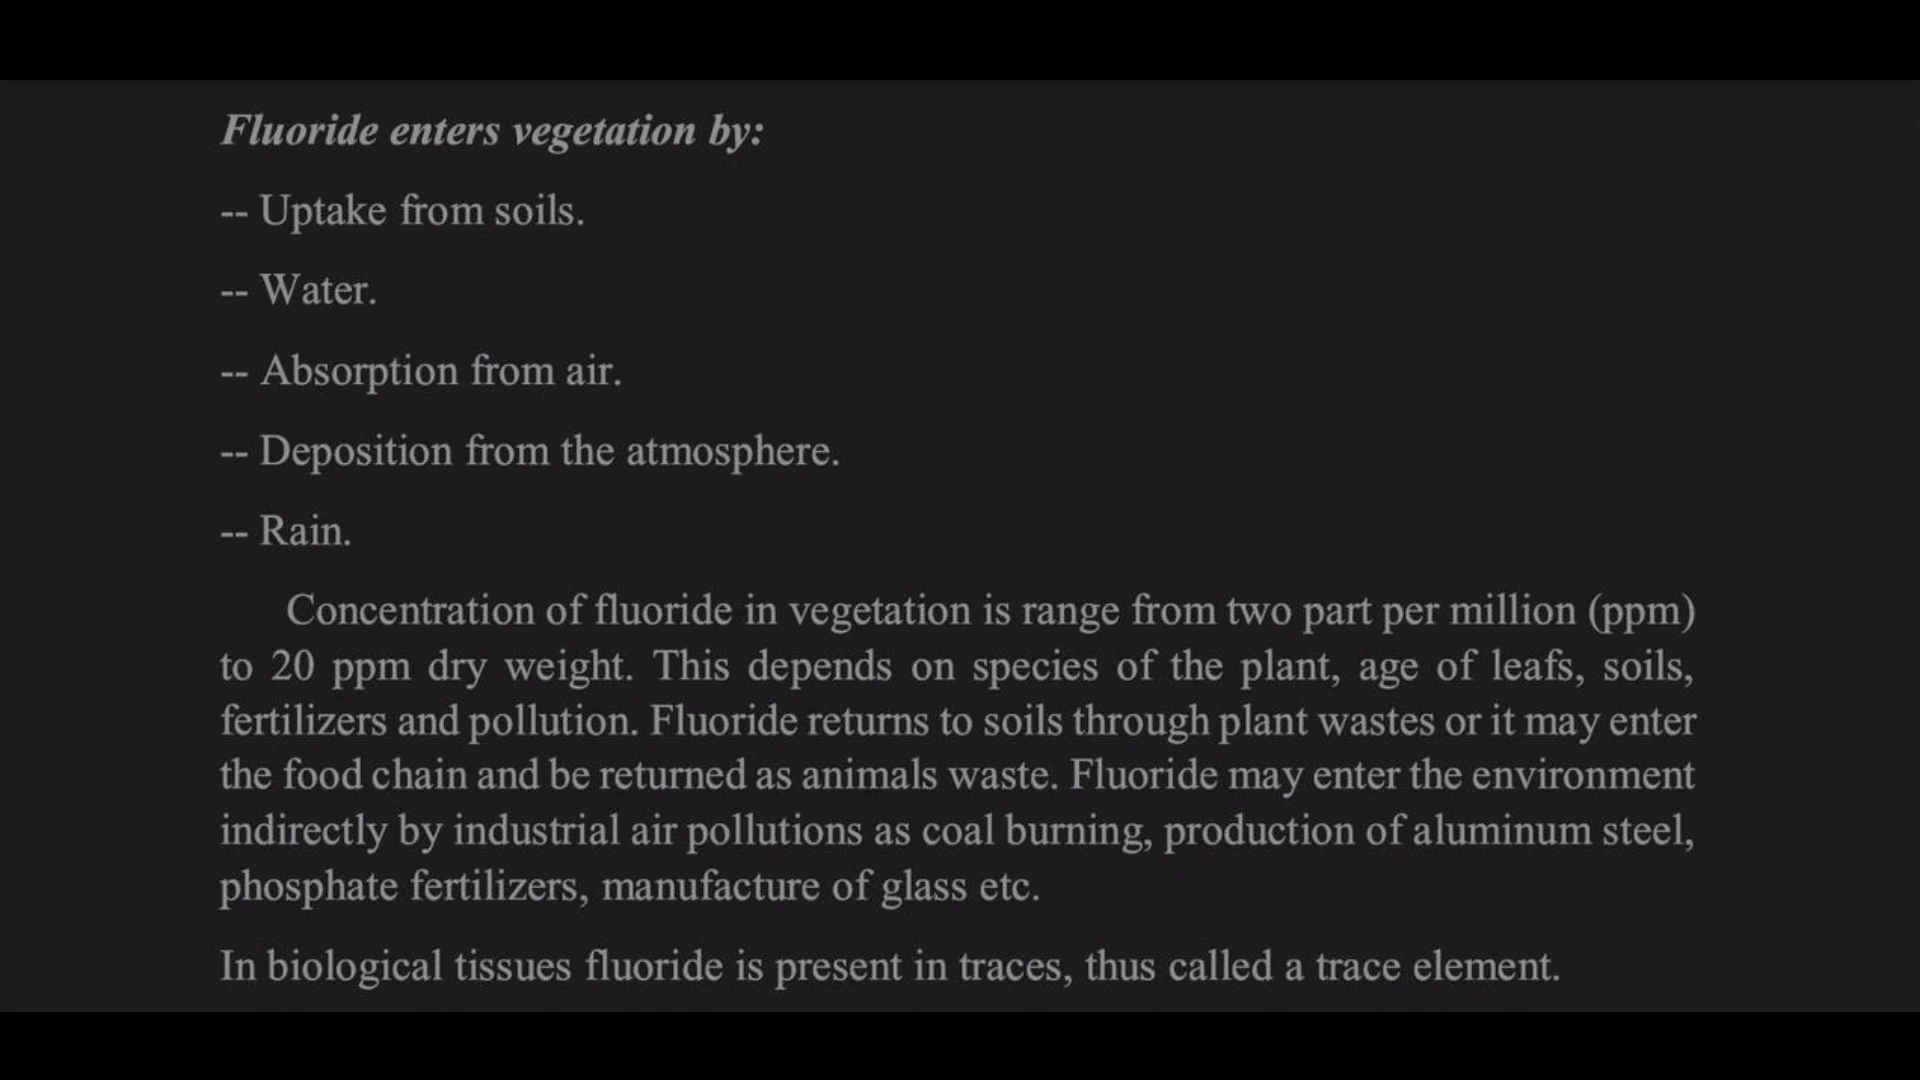 Fluoride enters vegetation by:
-- Uptake from soils.
-- Water.
-- Absorption from air.
-- Deposition from the atmosphere.
-- Rain.
Concentration of fluoride in vegetation is range from two part per million (ppm)
to 20 ppm dry weight. This depends on species of the plant, age of leafs, soils,
fertilizers and pollution. Fluoride returns to soils through plant wastes or it may enter
the food chain and be returned as animals waste. Fluoride may enter the environment
indirectly by industrial air pollutions as coal burning, production of aluminum steel,
phosphate fertilizers, manufacture of glass etc.
In biological tissues fluoride is present in traces, thus called a trace element.